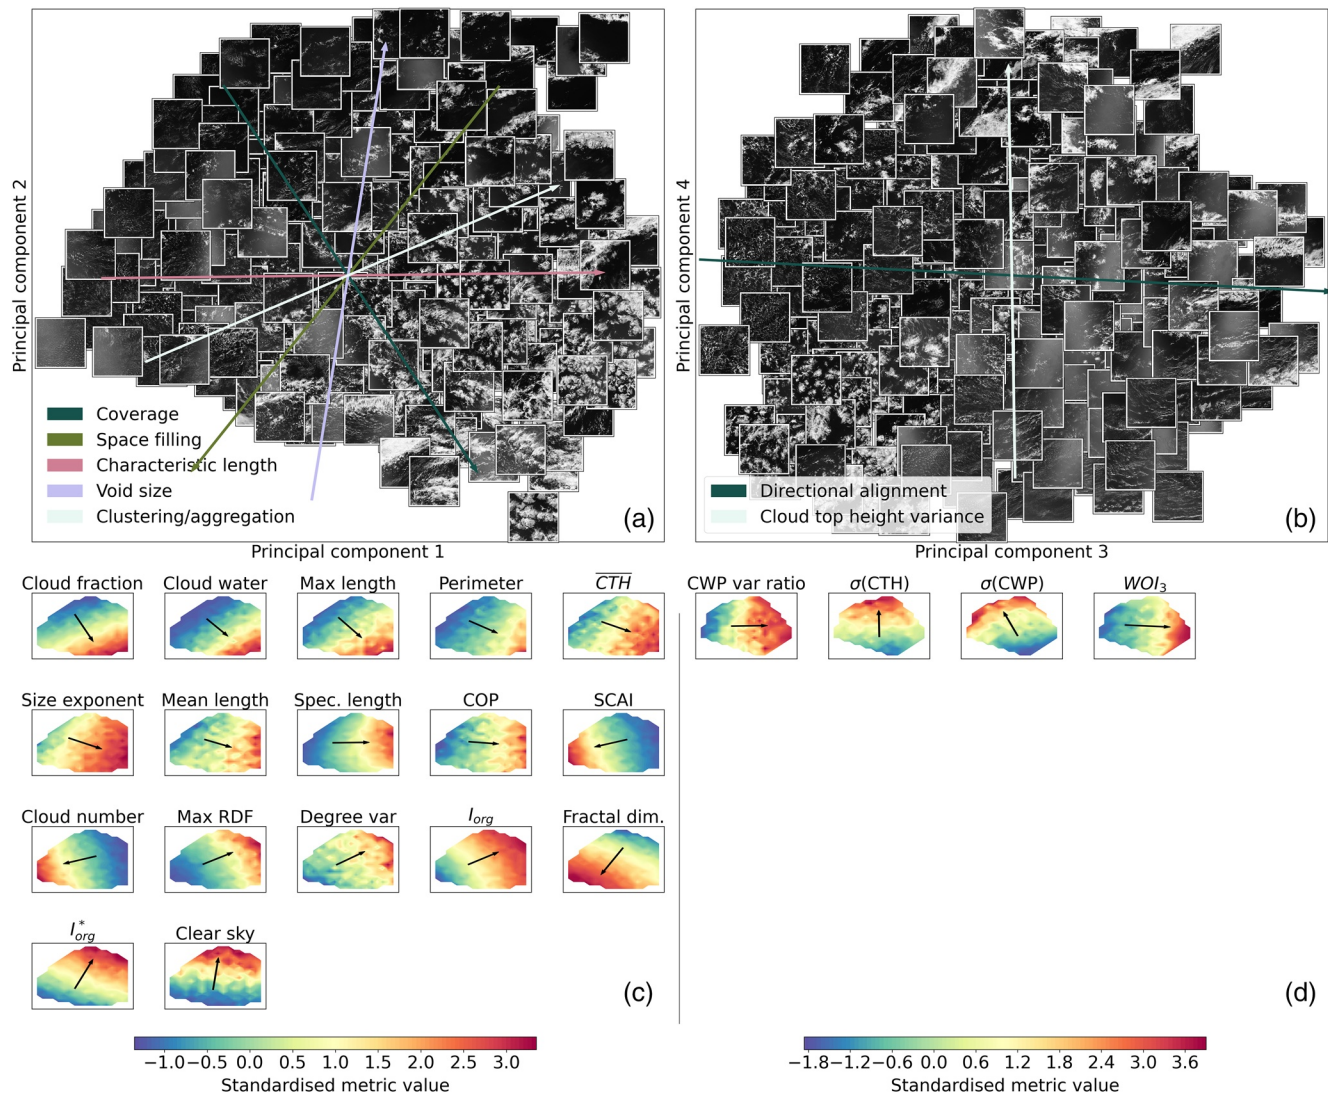 Principal component 2
Coverage
Space filling
Characteristic length
Void size
Clustering/aggregation
(a)
Principal component 1
Principal component 4
Directional alignment
Cloud top height variance
(b)
Principal component 3
Cloud fraction
Cloud water
Max length
Perimeter
CTH
Size exponent
Mean length
Spec. length
COP
SCAI
Cloud number
Max RDF
Degree var
I_org
Fractal dim.
I*_org
Clear sky
(c)
−1.0 −0.5 0.0 0.5 1.0 1.5 2.0 2.5 3.0
Standardised metric value
CWP var ratio
σ(CTH)
σ(CWP)
WOI₃
(d)
−1.8 −1.2 −0.6 0.0 0.6 1.2 1.8 2.4 3.0 3.6
Standardised metric value